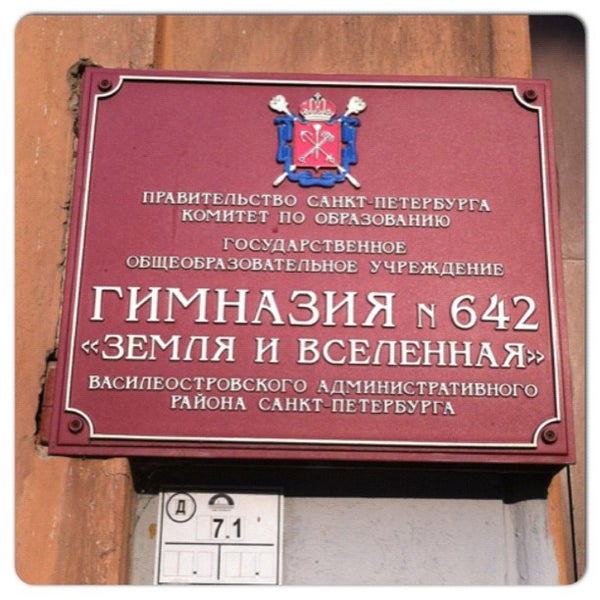 ПРАВИТЕЛЬСТВО САНКТ-ПЕТЕРБУРГА
КОМИТЕТ ПО ОБРАЗОВАНИЮ
ГОСУДАРСТВЕННОЕ
ОБЩЕОБРАЗОВАТЕЛЬНОЕ УЧРЕЖДЕНИЕ
ГИМНАЗИЯ N 642
«ЗЕМЛЯ И ВСЕЛЕННАЯ»
ВАСИЛЕОСТРОВСКОГО АДМИНИСТРАТИВНОГО
РАЙОНА САНКТ-ПЕТЕРБУРГА
Д
7.1